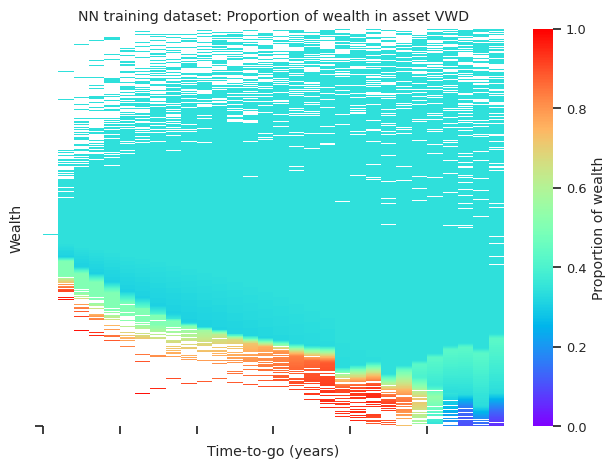 NN training dataset: Proportion of wealth in asset VWD
Wealth
Time-to-go (years)
1.0
0.8
0.6
0.4
0.2
0.0
Proportion of wealth